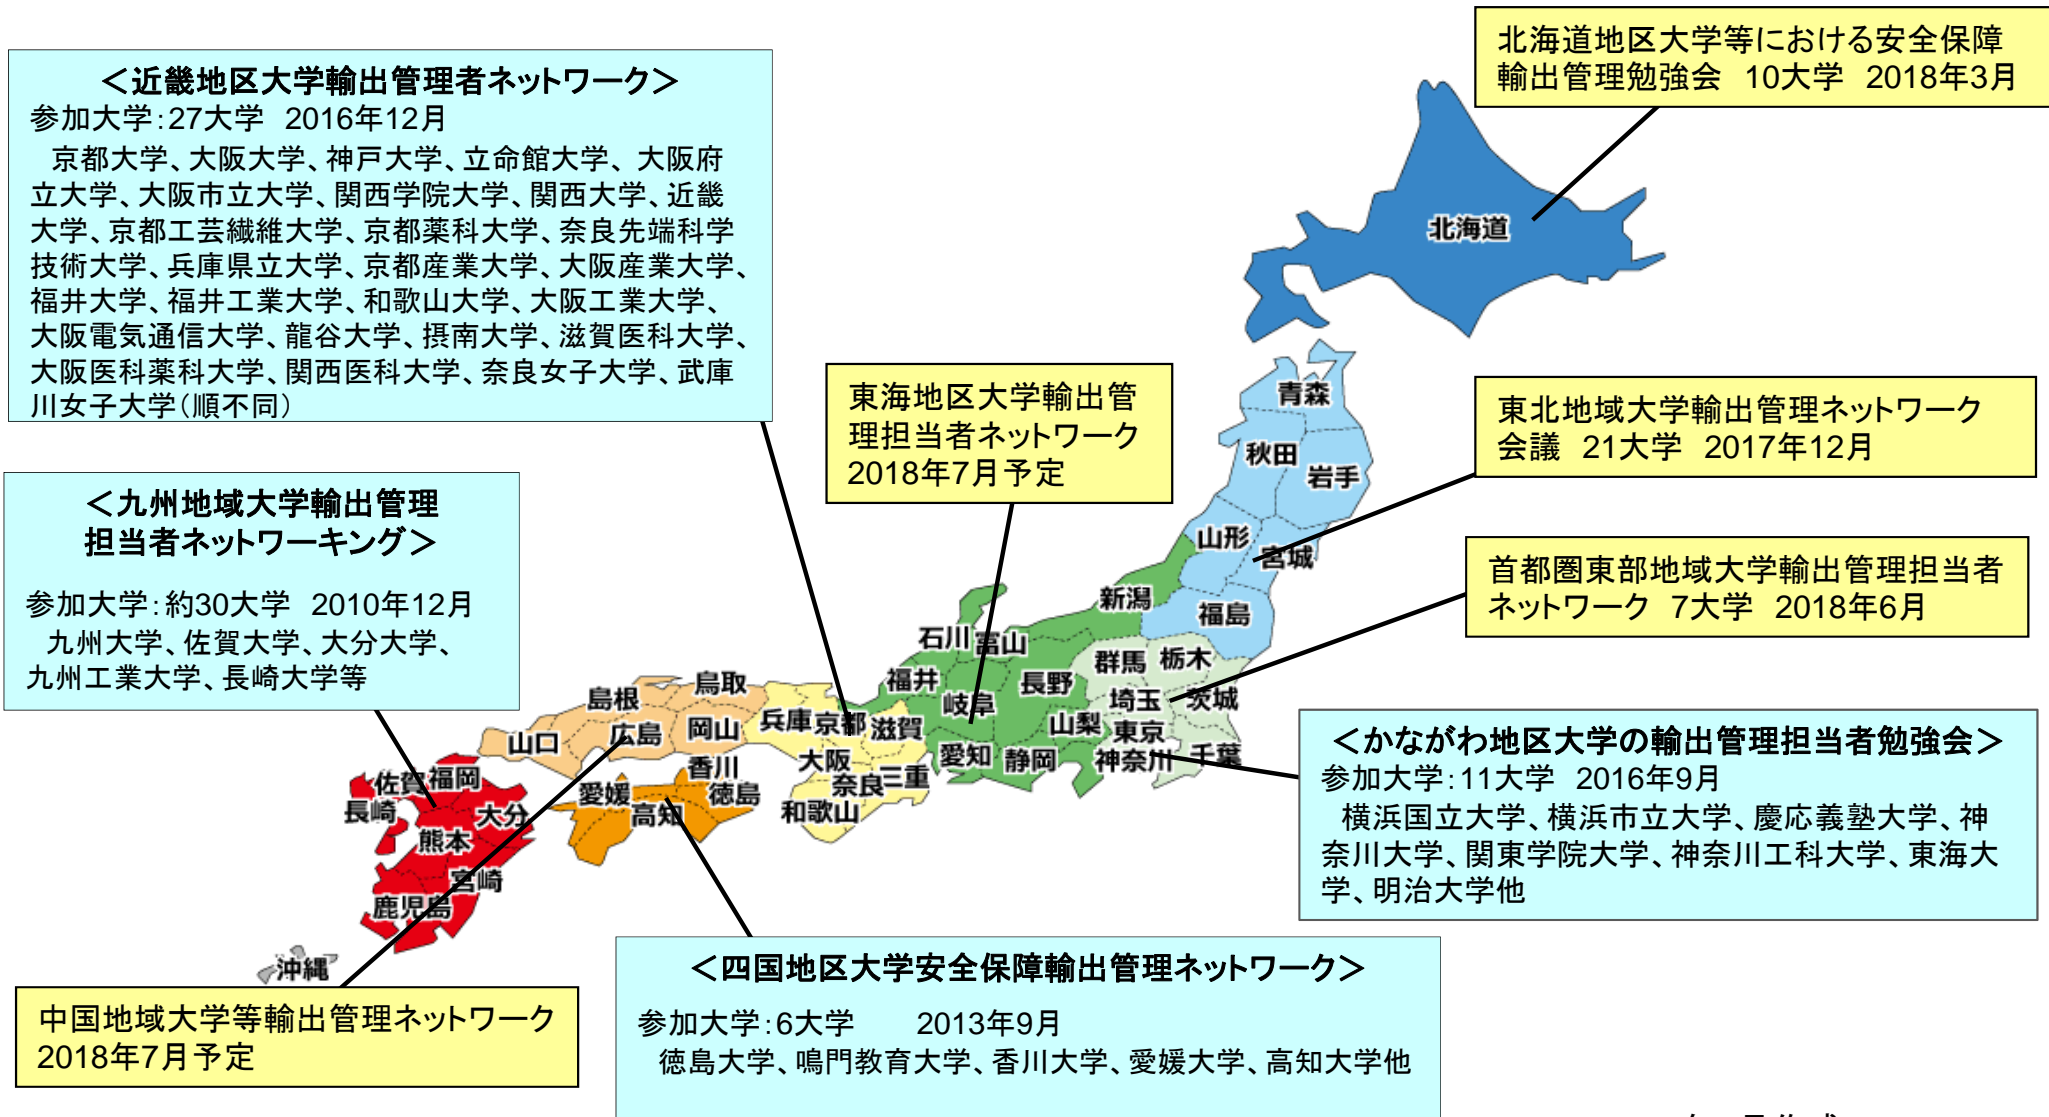 北海道地区大学等における安全保障
輸出管理勉強会 10大学 2018年3月
＜近畿地区大学輸出管理者ネットワーク＞
参加大学：27大学 2016年12月
京都大学、大阪大学、神戸大学、立命館大学、大阪府
立大学、大阪市立大学、関西学院大学、関西大学、近畿
大学、京都工芸繊維大学、京都薬科大学、奈良先端科学
技術大学、兵庫県立大学、京都産業大学、大阪産業大学、
福井大学、福井工業大学、和歌山大学、大阪工業大学、
大阪電気通信大学、龍谷大学、摂南大学、滋賀医科大学、
大阪医科薬科大学、関西医科大学、奈良女子大学、武庫
川女子大学（順不同）
東海地区大学輸出管
理担当者ネットワーク
2018年7月予定
東北地域大学輸出管理ネットワーク
会議 21大学 2017年12月
＜九州地域大学輸出管理
担当者ネットワーキング＞
参加大学：約30大学 2010年12月
九州大学、佐賀大学、大分大学、
九州工業大学、長崎大学等
首都圏東部地域大学輸出管理担当者
ネットワーク 7大学 2018年6月
＜かながわ地区大学の輸出管理担当者勉強会＞
参加大学：11大学 2016年9月
横浜国立大学、横浜市立大学、慶応義塾大学、神
奈川大学、関東学院大学、神奈川工科大学、東海大
学、明治大学他
＜四国地区大学安全保障輸出管理ネットワーク＞
参加大学：6大学 2013年9月
徳島大学、鳴門教育大学、香川大学、愛媛大学、高知大学他
中国地域大学等輸出管理ネットワーク
2018年7月予定
北海道
青森
秋田
岩手
山形
宮城
新潟
福島
石川
富山
群馬
栃木
福井
岐阜
長野
埼玉
茨城
山梨
東京
愛知
静岡
神奈川
千葉
島根
鳥取
兵庫
京都
滋賀
山口
広島
岡山
大阪
奈良
三重
和歌山
香川
愛媛
徳島
高知
佐賀
福岡
長崎
大分
熊本
宮崎
鹿児島
沖縄